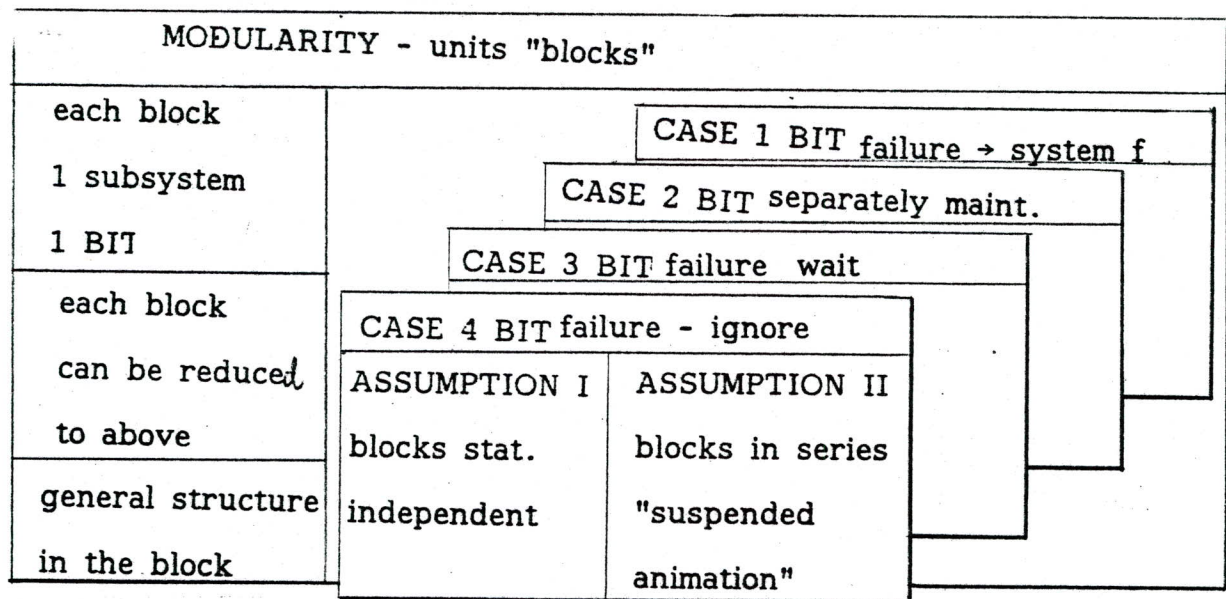 MODULARITY - units "blocks"
each block
1 subsystem
1 BIT
each block
can be reduced
to above
general structure
in the block
CASE 1 BIT failure → system f
CASE 2 BIT separately maint.
CASE 3 BIT failure wait
CASE 4 BIT failure - ignore
ASSUMPTION I
blocks stat.
independent
ASSUMPTION II
blocks in series
"suspended
animation"